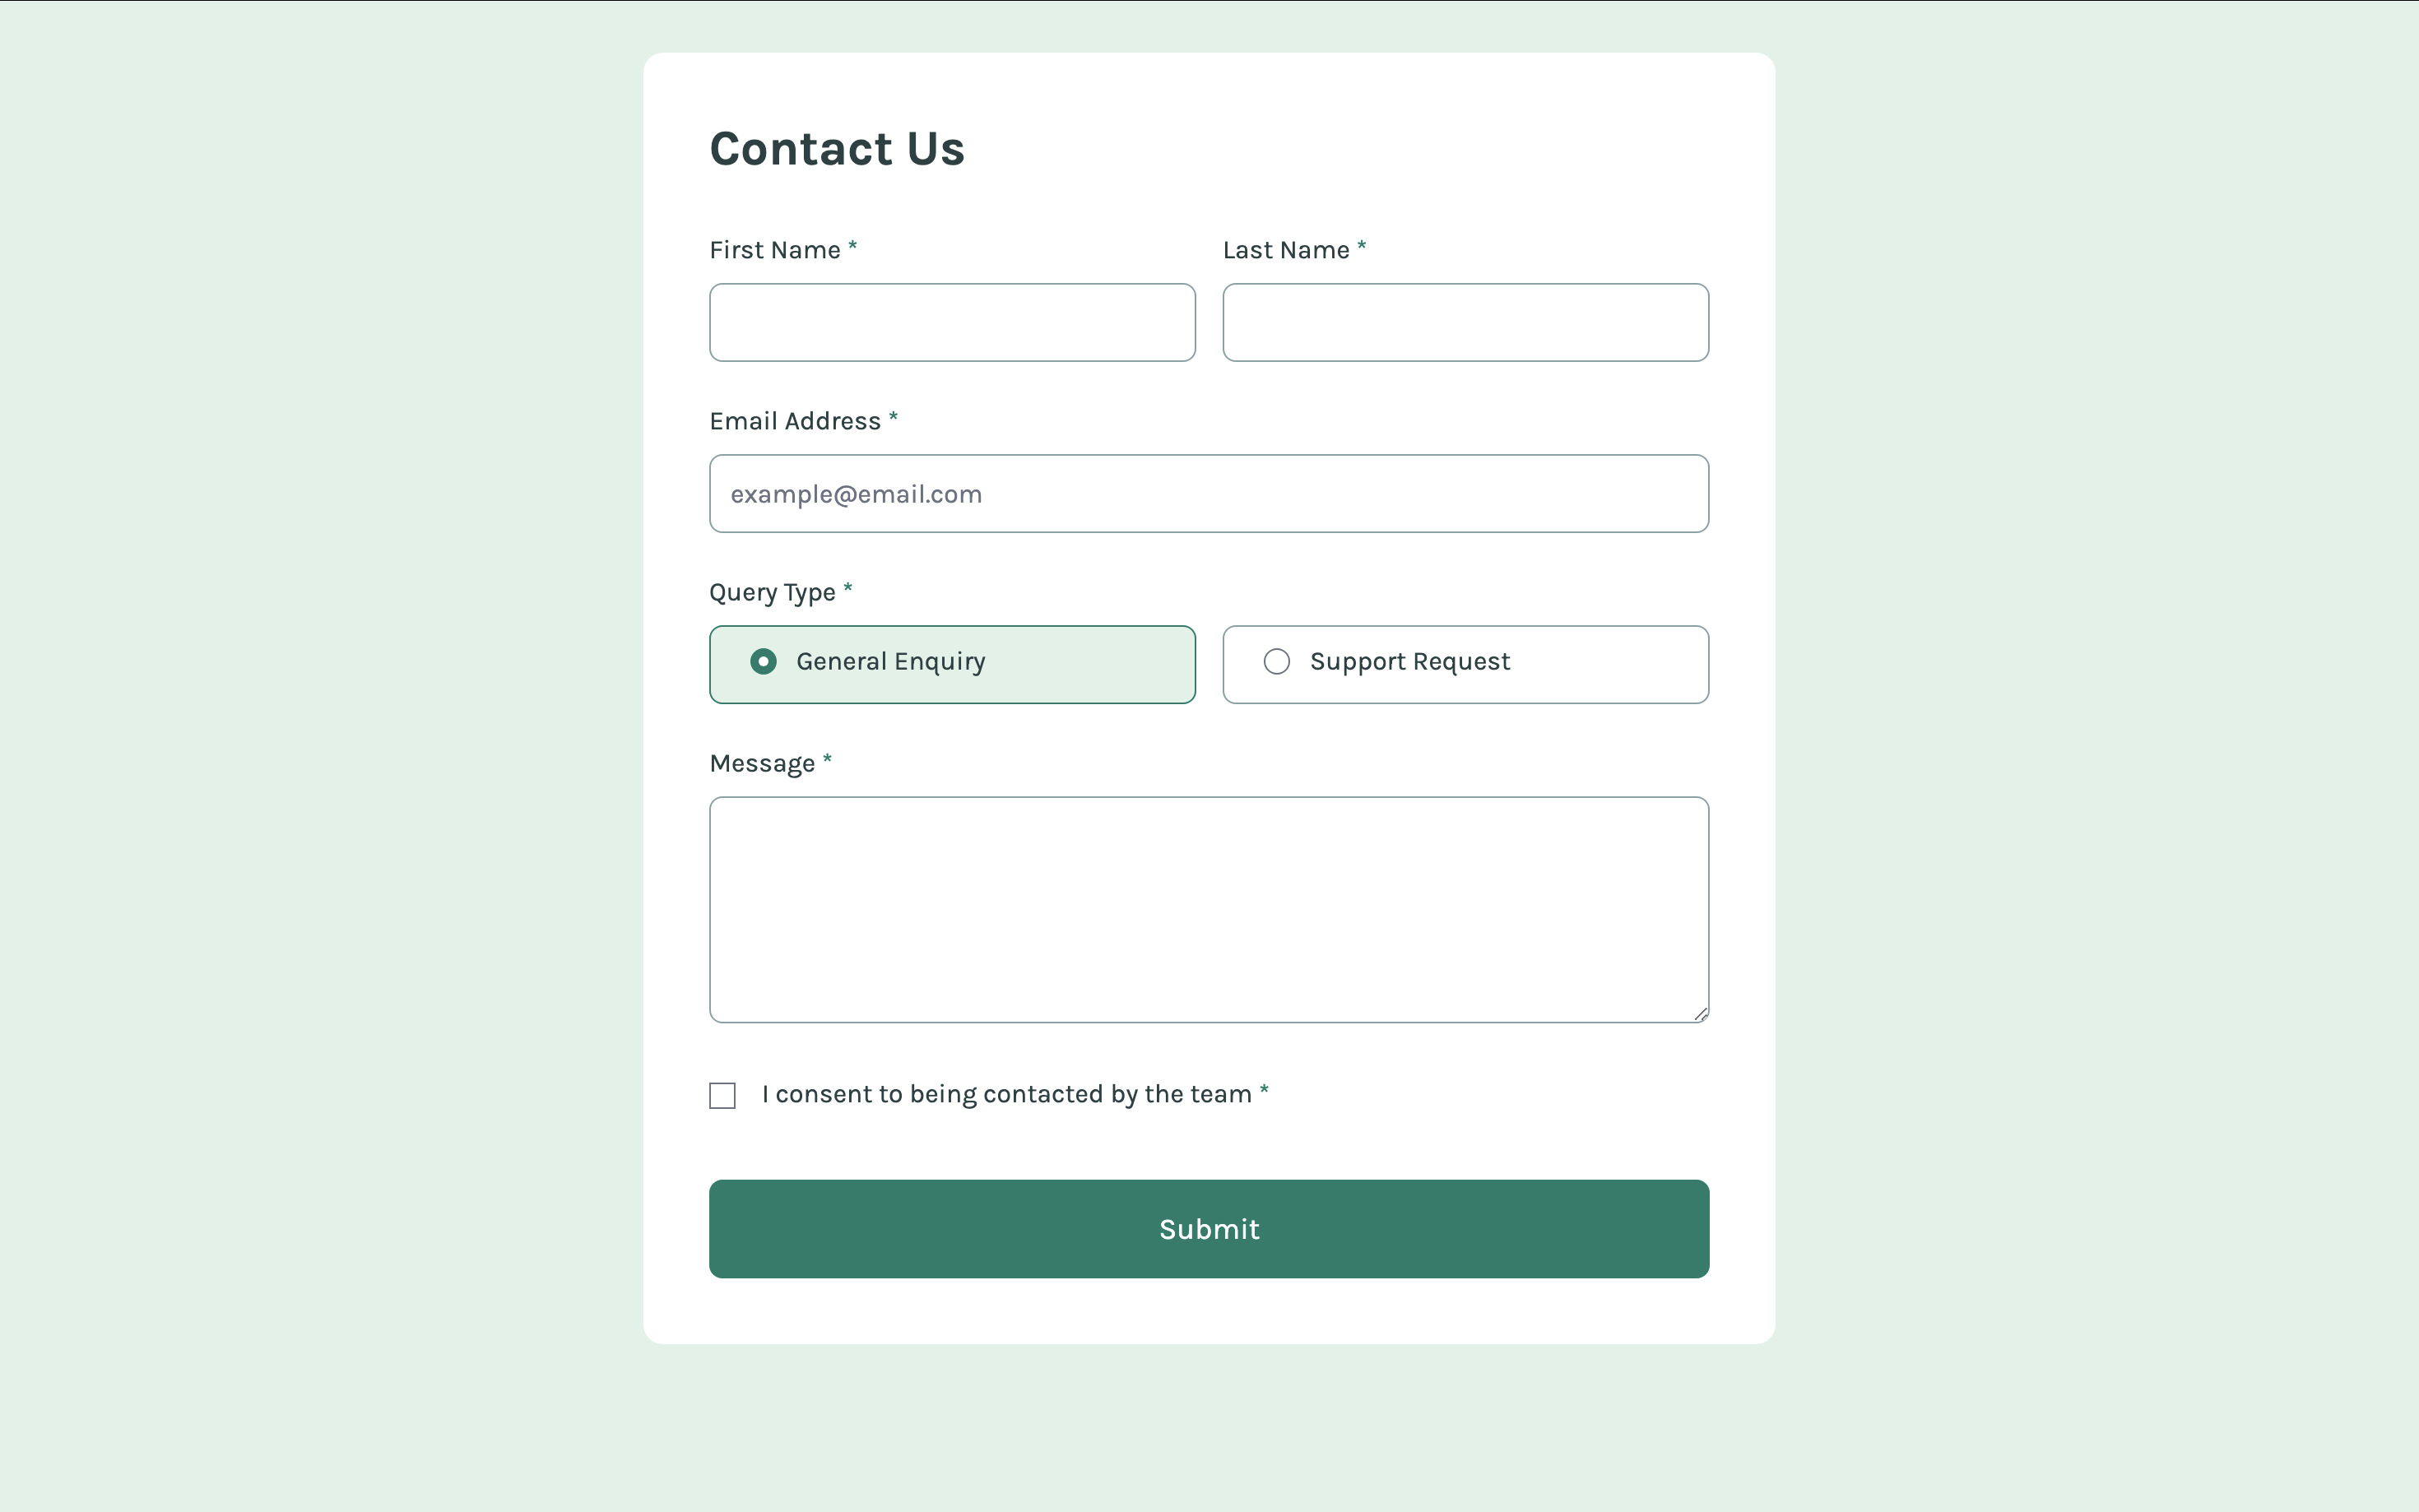 Contact Us
First Name *
Last Name *
Email Address *
example@email.com
Query Type *
General Enquiry
Support Request
Message *
I consent to being contacted by the team *
Submit